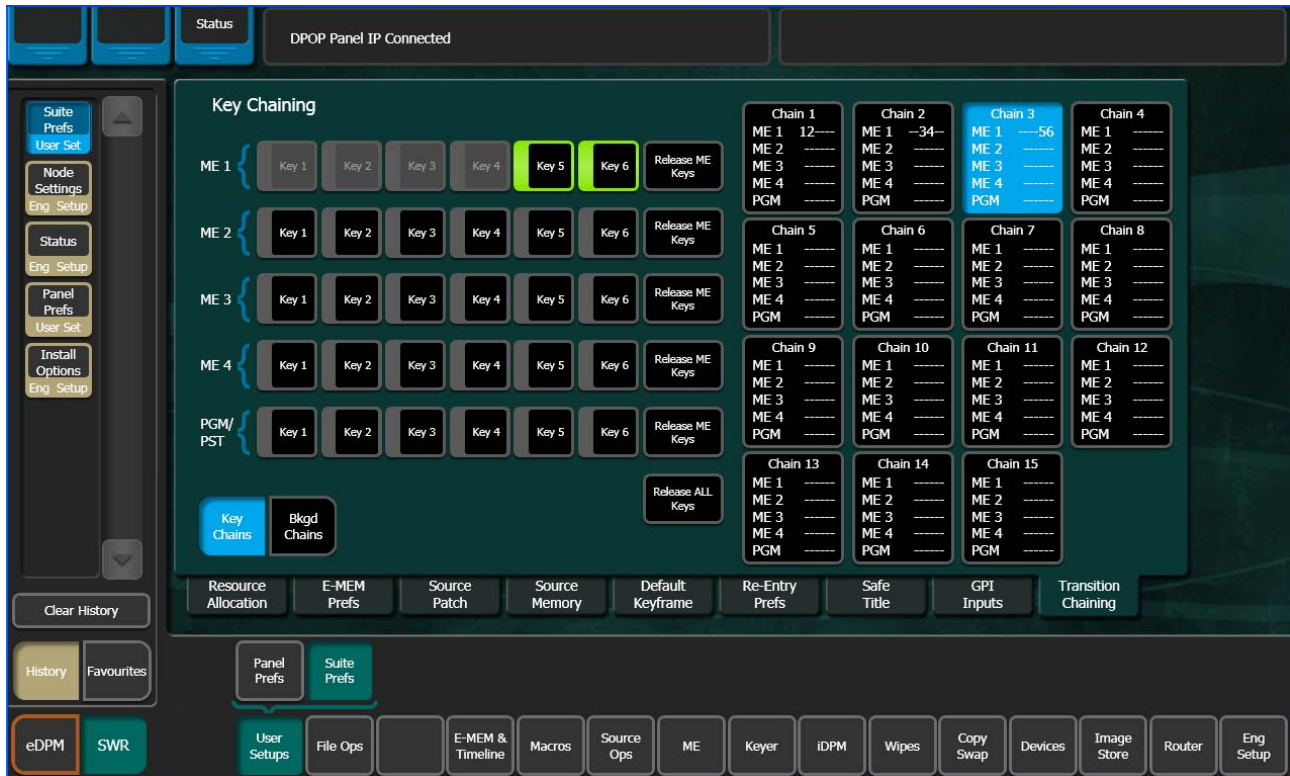 Status
DPOP Panel IP Connected
Suite
Prefs
User Set
Node
Settings
Eng Setup
Status
Eng Setup
Panel
Prefs
User Set
Install
Options
Eng Setup
Clear History
History
Favourites
Key Chaining
ME 1 Key 1 Key 2 Key 3 Key 4 Key 5 Key 6 Release ME Keys
ME 2 Key 1 Key 2 Key 3 Key 4 Key 5 Key 6 Release ME Keys
ME 3 Key 1 Key 2 Key 3 Key 4 Key 5 Key 6 Release ME Keys
ME 4 Key 1 Key 2 Key 3 Key 4 Key 5 Key 6 Release ME Keys
PGM/PST Key 1 Key 2 Key 3 Key 4 Key 5 Key 6 Release ME Keys
Release ALL
Keys
Key
Chains
Bkgd
Chains
Chain 1
ME 1 12----
ME 2 ------
ME 3 ------
ME 4 ------
PGM ------
Chain 2
ME 1 --34--
ME 2 ------
ME 3 ------
ME 4 ------
PGM ------
Chain 3
ME 1 ----56
ME 2 ------
ME 3 ------
ME 4 ------
PGM ------
Chain 4
ME 1 ------
ME 2 ------
ME 3 ------
ME 4 ------
PGM ------
Chain 5
ME 1 ------
ME 2 ------
ME 3 ------
ME 4 ------
PGM ------
Chain 6
ME 1 ------
ME 2 ------
ME 3 ------
ME 4 ------
PGM ------
Chain 7
ME 1 ------
ME 2 ------
ME 3 ------
ME 4 ------
PGM ------
Chain 8
ME 1 ------
ME 2 ------
ME 3 ------
ME 4 ------
PGM ------
Chain 9
ME 1 ------
ME 2 ------
ME 3 ------
ME 4 ------
PGM ------
Chain 10
ME 1 ------
ME 2 ------
ME 3 ------
ME 4 ------
PGM ------
Chain 11
ME 1 ------
ME 2 ------
ME 3 ------
ME 4 ------
PGM ------
Chain 12
ME 1 ------
ME 2 ------
ME 3 ------
ME 4 ------
PGM ------
Chain 13
ME 1 ------
ME 2 ------
ME 3 ------
ME 4 ------
PGM ------
Chain 14
ME 1 ------
ME 2 ------
ME 3 ------
ME 4 ------
PGM ------
Chain 15
ME 1 ------
ME 2 ------
ME 3 ------
ME 4 ------
PGM ------
Resource
Allocation
E-MEM
Prefs
Source
Patch
Source
Memory
Default
Keyframe
Re-Entry
Prefs
Safe
Title
GPI
Inputs
Transition
Chaining
Panel
Prefs
Suite
Prefs
eDPM
SWR
User
Setups
File Ops
E-MEM &
Timeline
Macros
Source
Ops
ME
Keyer
iDPM
Wipes
Copy
Swap
Devices
Image
Store
Router
Eng
Setup